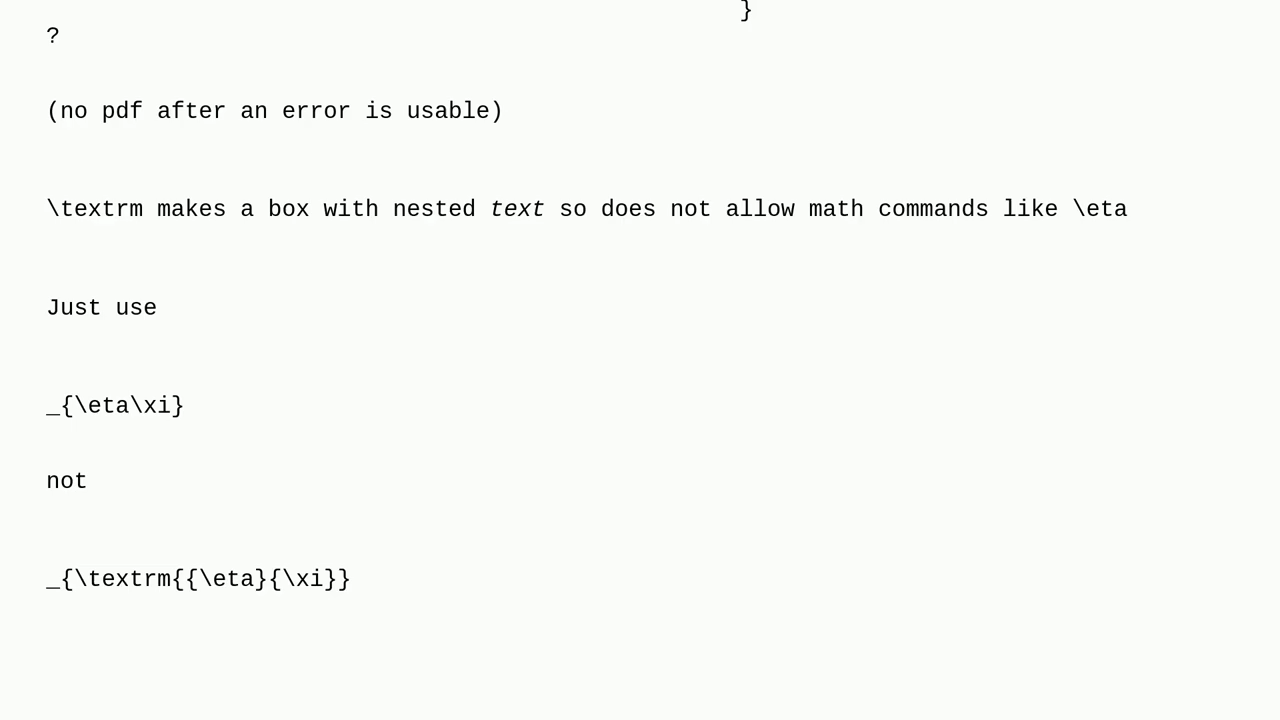 }
?
(no pdf after an error is usable)
\textrm makes a box with nested text so does not allow math commands like \eta
Just use
_{\eta\xi}
not
_{\textrm{{\eta}{\xi}}